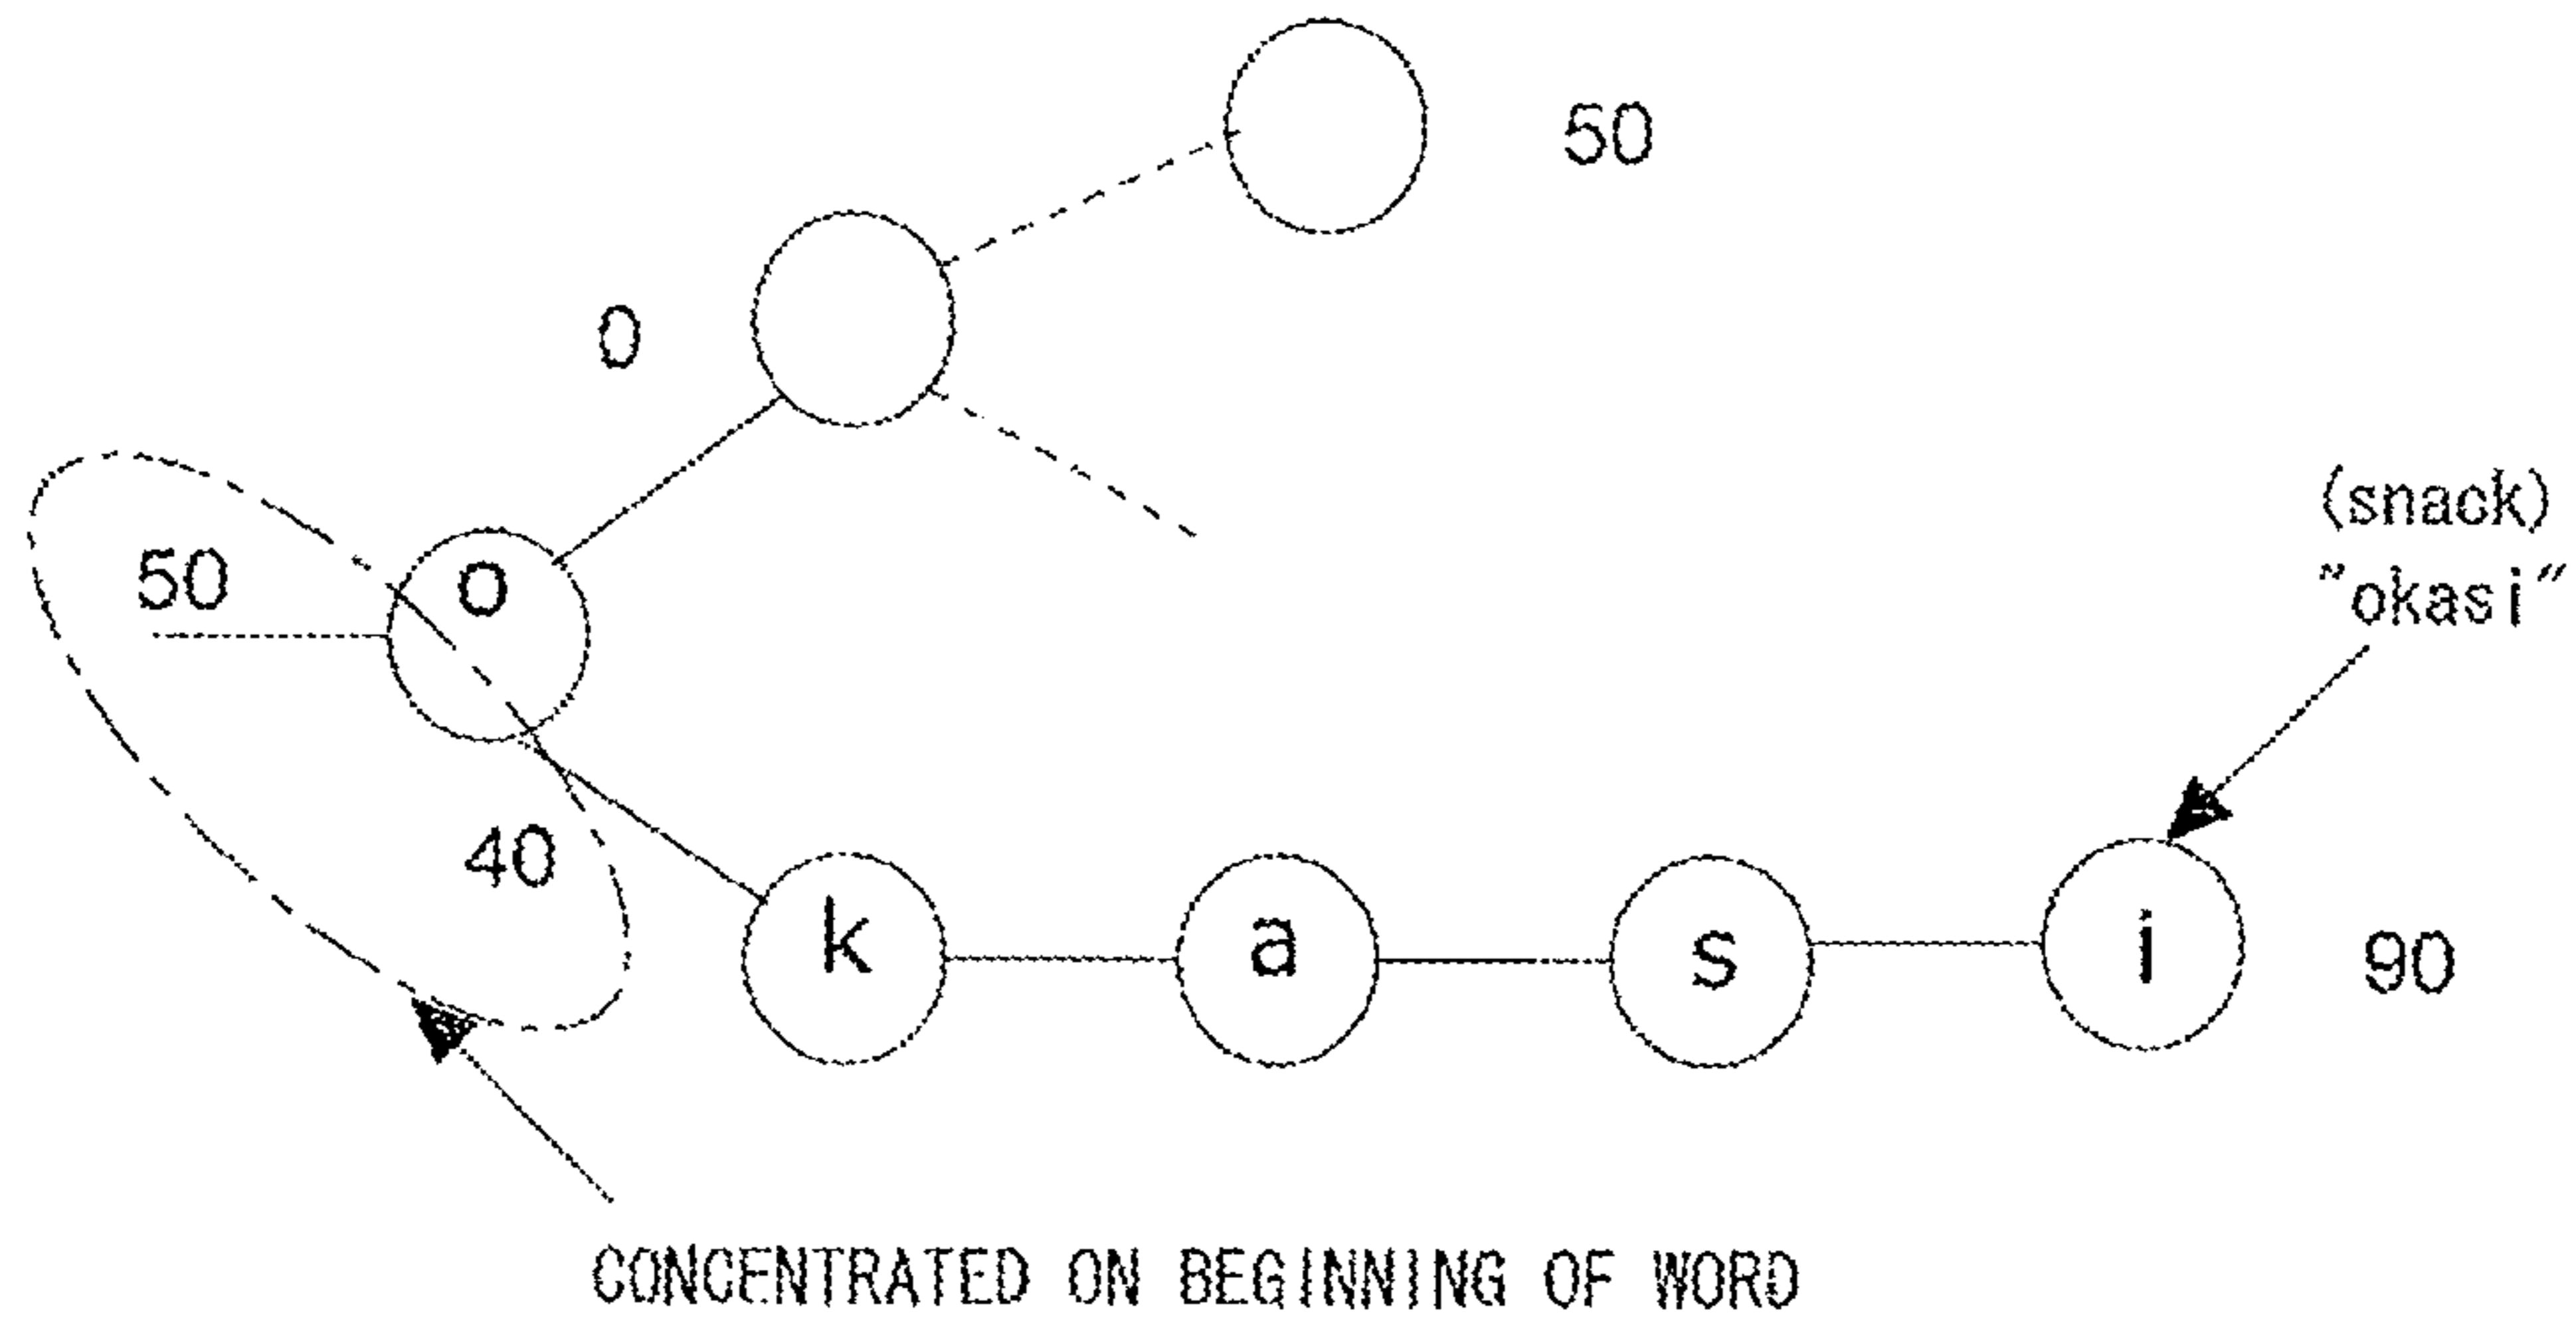 50
0
(snack)
"okasi"
50
o
40
k
a
s
i
90
CONCENTRATED ON BEGINNING OF WORD